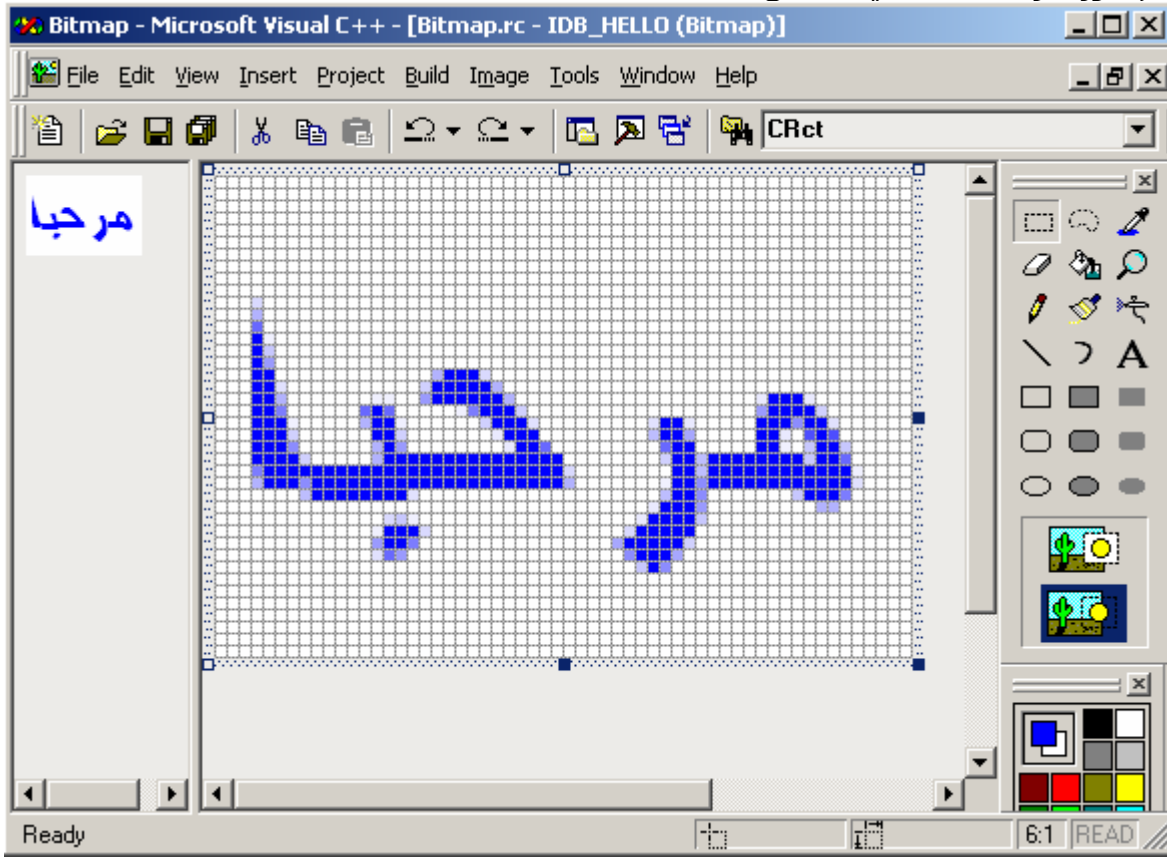 Bitmap - Microsoft Visual C++ - [Bitmap.rc - IDB_HELLO (Bitmap)]
File Edit View Insert Project Build Image Tools Window Help
CRct
مرحبا
مرحبا
A
Ready
6:1 READ